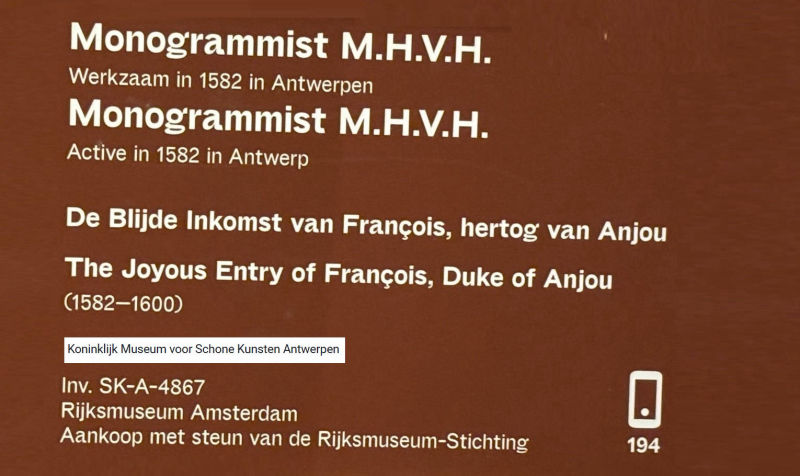 Monogrammist M.H.V.H.
Werkzaam in 1582 in Antwerpen
Monogrammist M.H.V.H.
Active in 1582 in Antwerp
De Blijde Inkomst van François, hertog van Anjou
The Joyous Entry of François, Duke of Anjou
(1582–1600)
Koninklijk Museum voor Schone Kunsten Antwerpen
Inv. SK-A-4867
Rijksmuseum Amsterdam
Aankoop met steun van de Rijksmuseum-Stichting
194